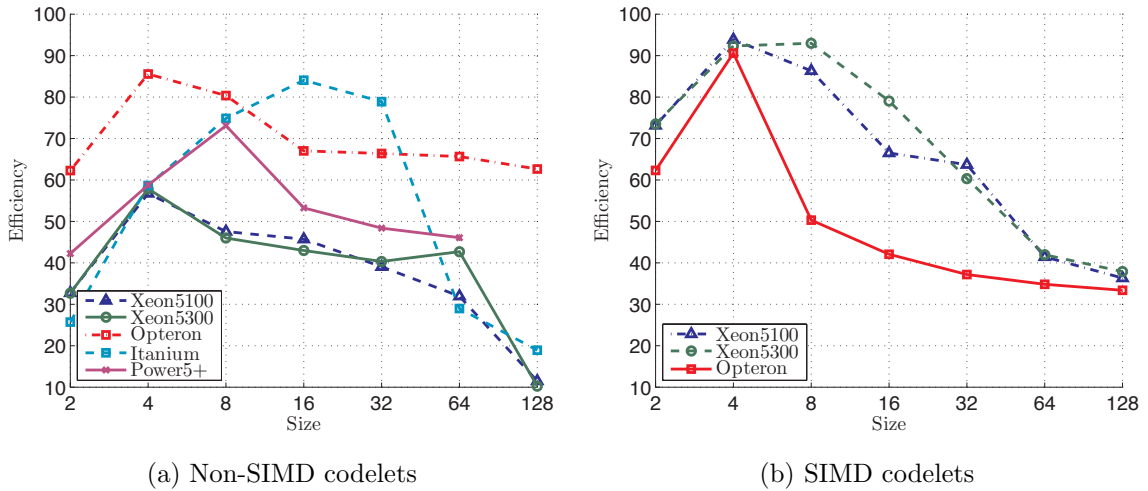 100
90
80
70
60
50
40
30
20
10
Efficiency
Xeon5100
Xeon5300
Opteron
Itanium
Power5+
2 4 8 16 32 64 128
Size
(a) Non-SIMD codelets
100
90
80
70
60
50
40
30
20
10
Efficiency
Xeon5100
Xeon5300
Opteron
2 4 8 16 32 64 128
Size
(b) SIMD codelets